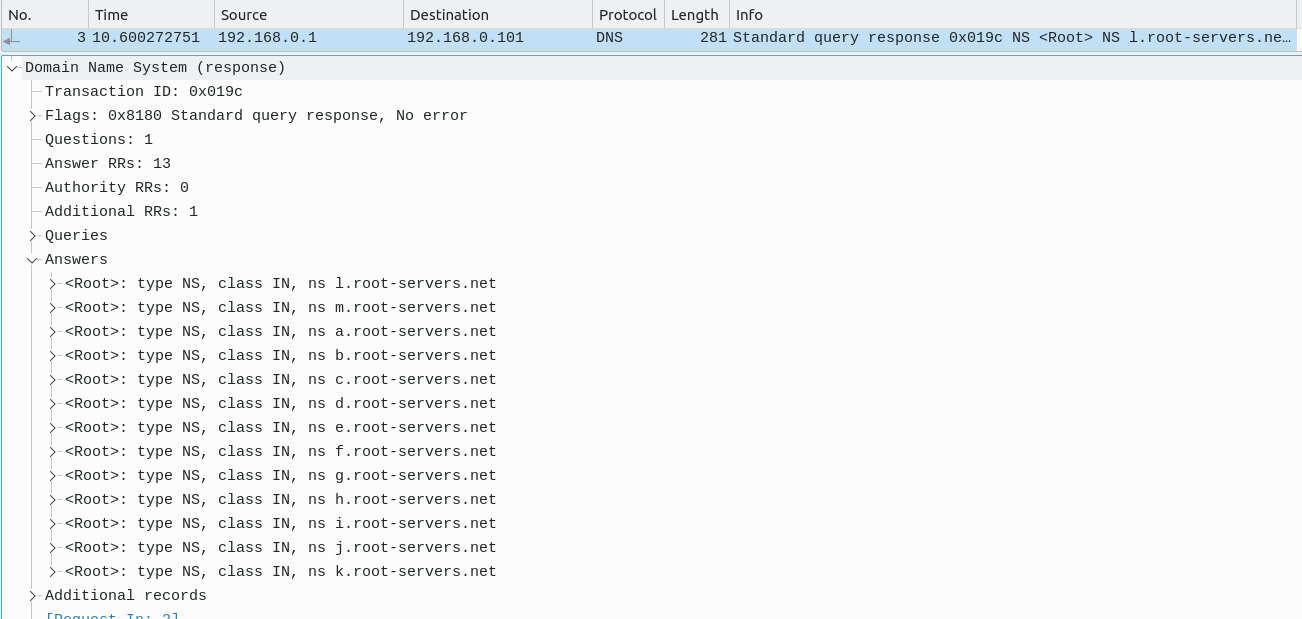 No. Time Source Destination Protocol Length Info
3 10.600272751 192.168.0.1 192.168.0.101 DNS 281 Standard query response 0x019c NS <Root> NS l.root-servers.ne…
Domain Name System (response)
Transaction ID: 0x019c
Flags: 0x8180 Standard query response, No error
Questions: 1
Answer RRs: 13
Authority RRs: 0
Additional RRs: 1
Queries
Answers
<Root>: type NS, class IN, ns l.root-servers.net
<Root>: type NS, class IN, ns m.root-servers.net
<Root>: type NS, class IN, ns a.root-servers.net
<Root>: type NS, class IN, ns b.root-servers.net
<Root>: type NS, class IN, ns c.root-servers.net
<Root>: type NS, class IN, ns d.root-servers.net
<Root>: type NS, class IN, ns e.root-servers.net
<Root>: type NS, class IN, ns f.root-servers.net
<Root>: type NS, class IN, ns g.root-servers.net
<Root>: type NS, class IN, ns h.root-servers.net
<Root>: type NS, class IN, ns i.root-servers.net
<Root>: type NS, class IN, ns j.root-servers.net
<Root>: type NS, class IN, ns k.root-servers.net
Additional records
[Request In: 2]